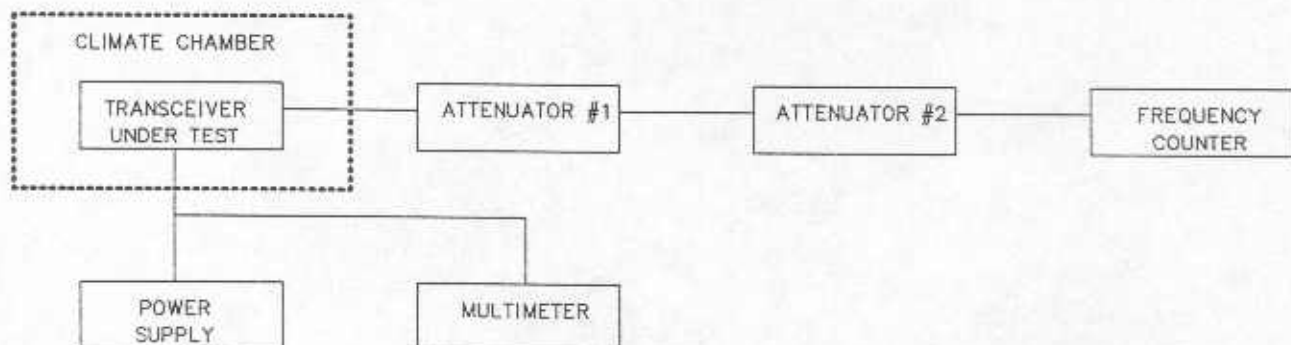 CLIMATE CHAMBER
TRANSCEIVER
UNDER TEST
ATTENUATOR #1
ATTENUATOR #2
FREQUENCY
COUNTER
POWER
SUPPLY
MULTIMETER